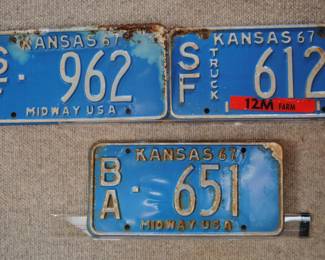 KANSAS 67
SF 962
MIDWAY USA
KANSAS 67
SF TRUCK 612
12M FARM
KANSAS 67
BA 651
MIDWAY USA